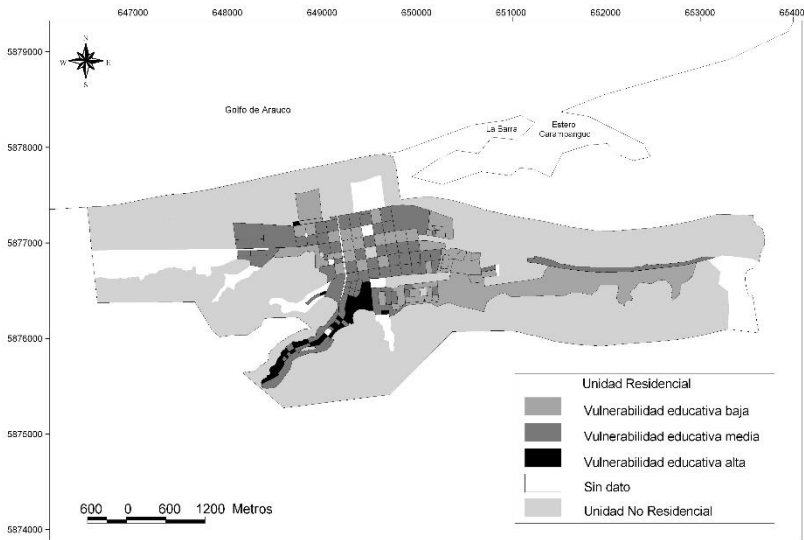 647000 648000 649000 650000 651000 652000 653000 65400
5879000
N
W E
S
5878000
Golfo de Arauco
La Barra
Estero
Carampangue
5877000
5876000
5875000
5874000
Unidad Residencial
Vulnerabilidad educativa baja
Vulnerabilidad educativa media
Vulnerabilidad educativa alta
Sin dato
Unidad No Residencial
600 0 600 1200 Metros